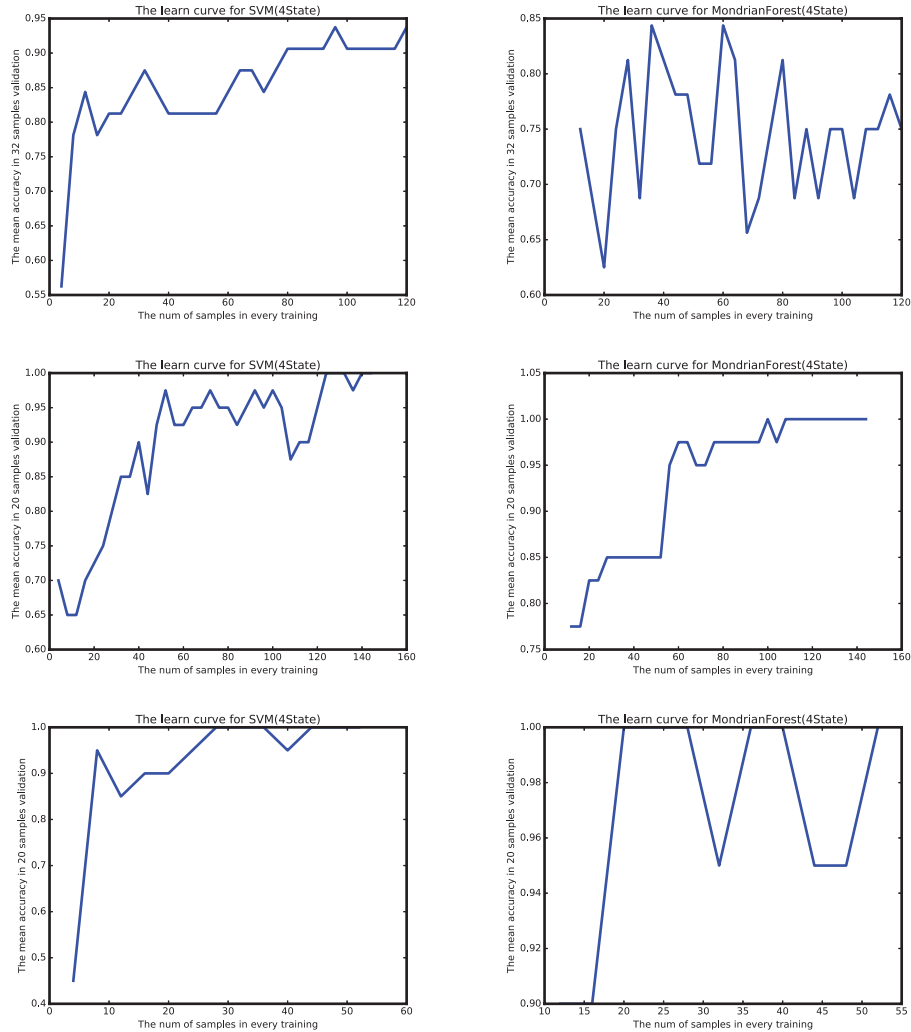 The learn curve for SVM(4State)
The mean accuracy in 32 samples validation
0.95
0.90
0.85
0.80
0.75
0.70
0.65
0.60
0.55
0 20 40 60 80 100 120
The num of samples in every training
The learn curve for MondrianForest(4State)
The mean accuracy in 32 samples validation
0.85
0.80
0.75
0.70
0.65
0.60
0 20 40 60 80 100 120
The num of samples in every training
The learn curve for SVM(4State)
The mean accuracy in 20 samples validation
1.00
0.95
0.90
0.85
0.80
0.75
0.70
0.65
0.60
0 20 40 60 80 100 120 140 160
The num of samples in every training
The learn curve for MondrianForest(4State)
The mean accuracy in 20 samples validation
1.05
1.00
0.95
0.90
0.85
0.80
0.75
0 20 40 60 80 100 120 140 160
The num of samples in every training
The learn curve for SVM(4State)
The mean accuracy in 20 samples validation
1.0
0.9
0.8
0.7
0.6
0.5
0.4
0 10 20 30 40 50 60
The num of samples in every training
The learn curve for MondrianForest(4State)
The mean accuracy in 20 samples validation
1.00
0.98
0.96
0.94
0.92
0.90
10 15 20 25 30 35 40 45 50 55
The num of samples in every training